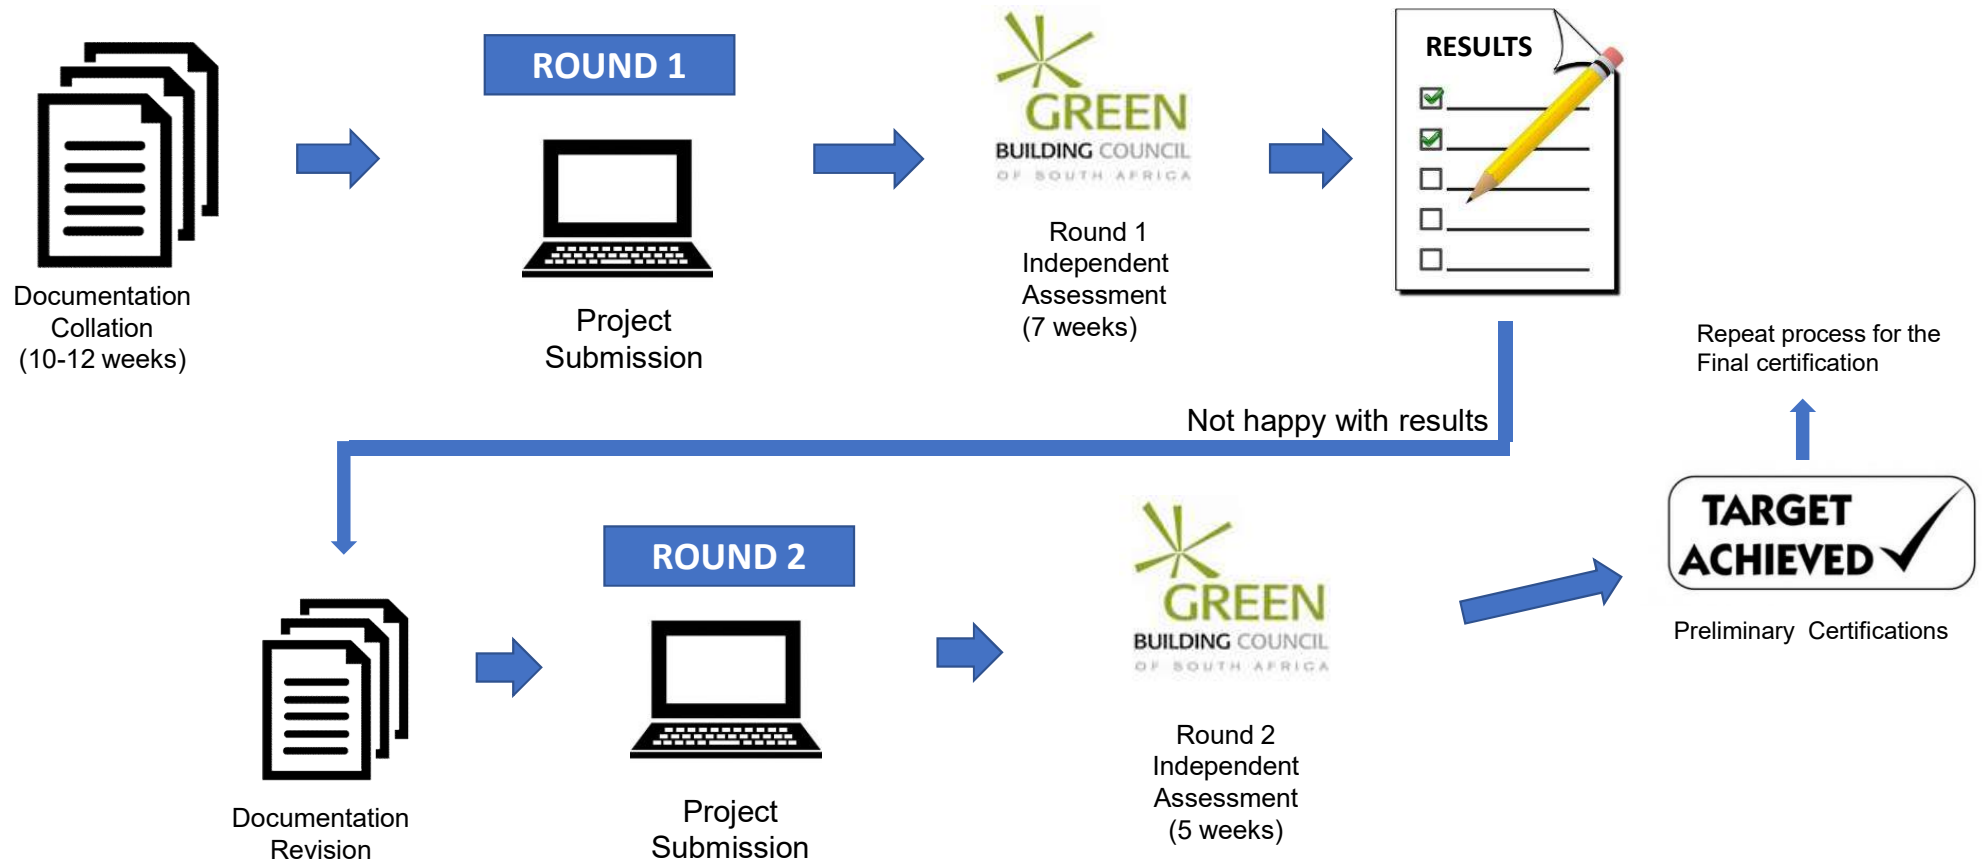 ROUND 1
RESULTS
GREEN
BUILDING COUNCIL
OF SOUTH AFRICA
Documentation
Collation
(10-12 weeks)
Project
Submission
Round 1
Independent
Assessment
(7 weeks)
Repeat process for the
Final certification
Not happy with results
ROUND 2
GREEN
BUILDING COUNCIL
OF SOUTH AFRICA
TARGET
ACHIEVED
Preliminary Certifications
Documentation
Revision
Project
Submission
Round 2
Independent
Assessment
(5 weeks)